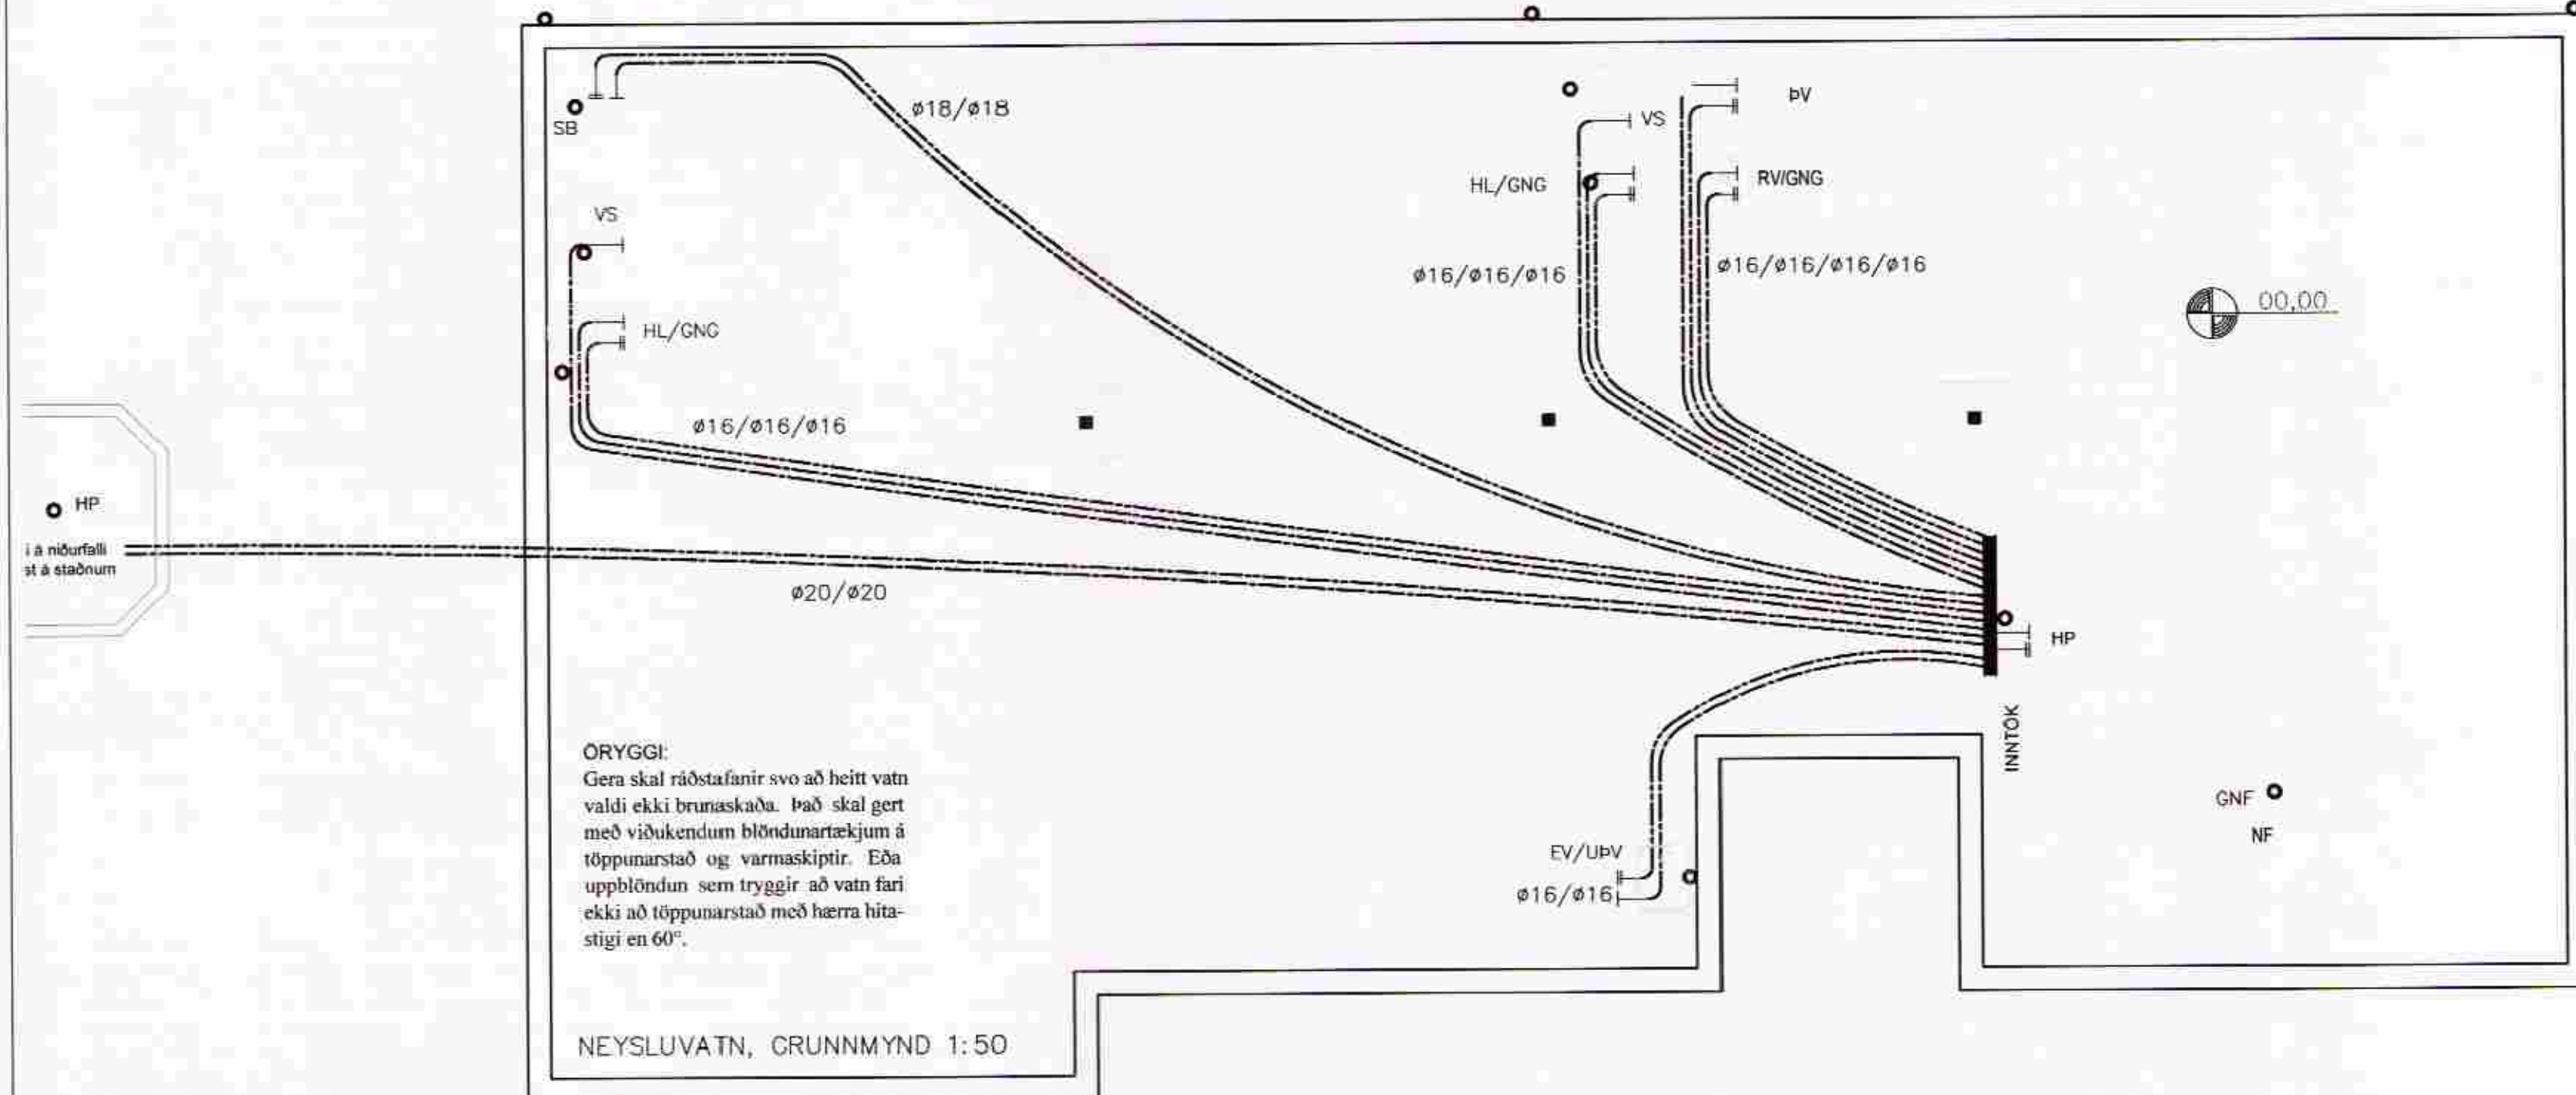 ø18/ø18
SB
VS
HL/GNG
ø16/ø16/ø16
HP
i á niðurfalli
st á staðnum
ø20/ø20
VS
ÞV
HL/GNG
RV/GNG
ø16/ø16/ø16
ø16/ø16/ø16/ø16
00,00
HP
INNTÖK
GNF
NF
EV/UÞV
ø16/ø16
ÖRYGGI:
Gera skal ráðstafanir svo að heitt vatn
valdi ekki brunaskaða. Það skal gert
með viðukendum blöndunartækjum á
töppunarstað og varmaskiptir. Eða
uppblöndun sem tryggir að vatn fari
ekki að töppunarstað með hærra hita-
stigi en 60°.
NEYSLUVATN, GRUNNMYND 1:50